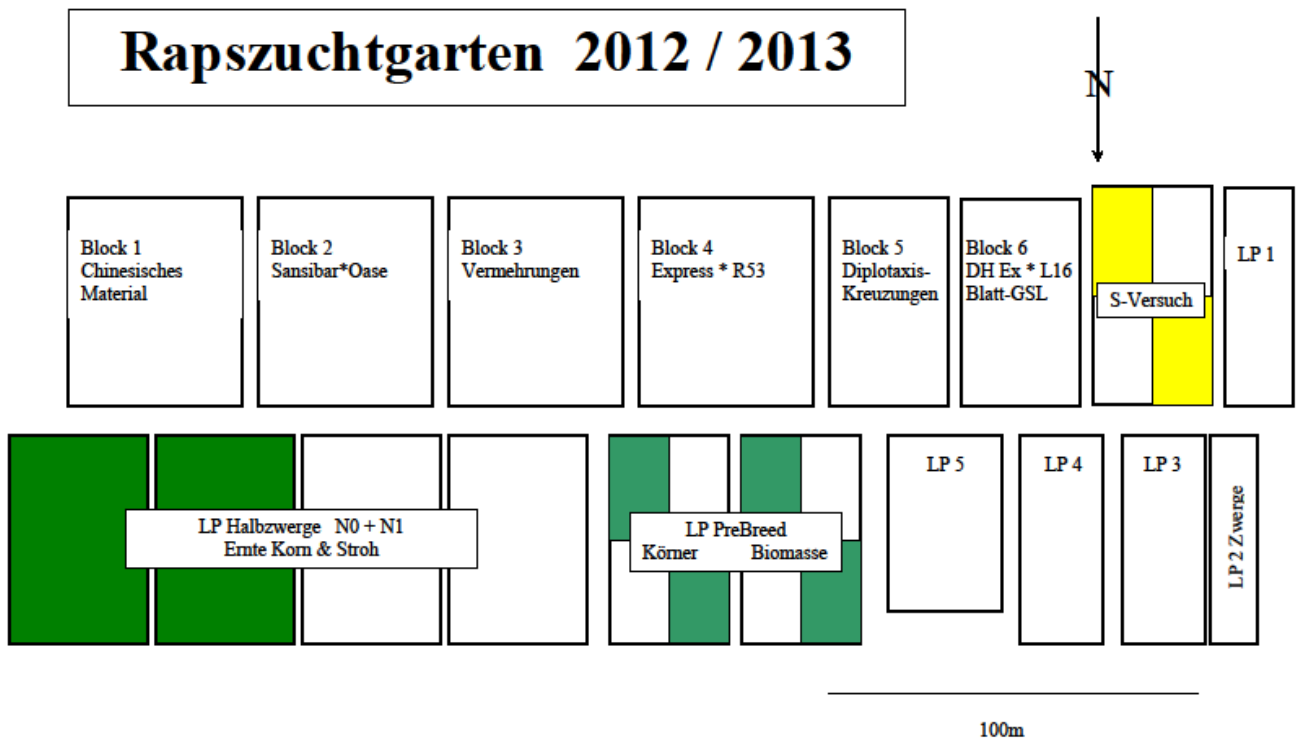 Rapszuchtgarten 2012 / 2013
N
Block 1
Chinesisches
Material
Block 2
Sansibar*Oase
Block 3
Vermehrungen
Block 4
Express * R53
Block 5
Diplotaxis-
Kreuzungen
Block 6
DH Ex * L16
Blatt-GSL
S-Versuch
LP 1
LP Halbzwerge N0 + N1
Ernte Korn & Stroh
LP PreBreed
Körner Biomasse
LP 5
LP 4
LP 3
LP 2 Zwerge
100m